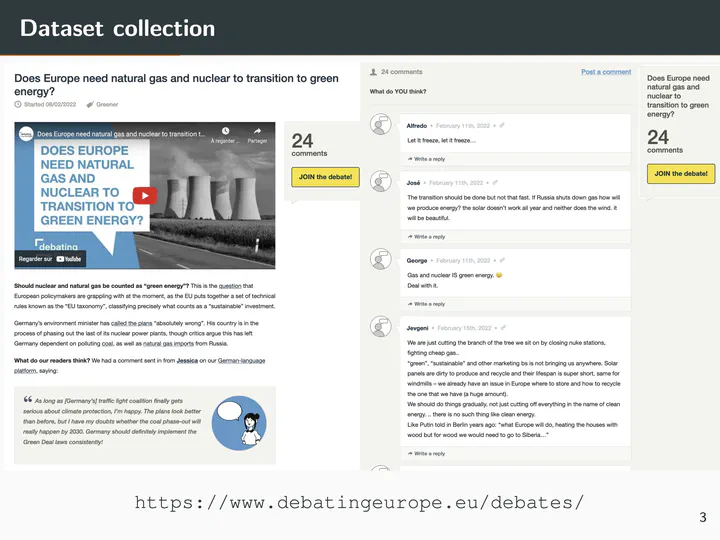 Dataset collection
Does Europe need natural gas and nuclear to transition to green
energy?
Started 08/02/2022 Greener
Does Europe need natural gas and nuclear to transition t...
À regarder ... Partager
DOES EUROPE
NEED NATURAL
GAS AND
NUCLEAR TO
TRANSITION TO
GREEN ENERGY?
debating
Regarder sur YouTube
24
comments
JOIN the debate!
Should nuclear and natural gas be counted as “green energy”? This is the question that
European policymakers are grappling with at the moment, as the EU puts together a set of technical
rules known as the “EU taxonomy”, classifying precisely what counts as a “sustainable” investment.
Germany’s environment minister has called the plans “absolutely wrong”. His country is in the
process of phasing out the last of its nuclear power plants, though critics argue this has left
Germany dependent on polluting coal, as well as natural gas imports from Russia.
What do our readers think? We had a comment sent in from Jessica on our German-language
platform, saying:
“ As long as [Germany’s] traffic light coalition finally gets
serious about climate protection, I’m happy. The plans look better
than before, but I have my doubts whether the coal phase-out will
really happen by 2030. Germany should definitely implement the
Green Deal laws consistently!
24 comments Post a comment
What do YOU think?
Alfredo • February 11th, 2022 •
Let it freeze, let it freeze…
Write a reply
José • February 11th, 2022 •
The transition should be done but not that fast. If Russia shuts down gas how will
we produce energy? the solar doesn’t work all year and neither does the wind. it
will be beautiful.
Write a reply
George • February 11th, 2022 •
Gas and nuclear IS green energy. 😉
Deal with it.
Write a reply
Jevgeni • February 15th, 2022 •
We are just cutting the branch of the tree we sit on by closing nuke stations,
fighting cheap gas..
“green”, “sustainable” and other marketing bs is not bringing us anywhere. Solar
panels are dirty to produce and recycle and their lifespan is super short, same for
windmills – we already have an issue in Europe where to store and how to recycle
the one that we have (a huge amount).
We should do things gradually, not just cutting off everything in the name of clean
energy. .. there is no such thing like clean energy.
Like Putin told in Berlin years ago: “what Europe will do, heating the houses with
wood but for wood we would need to go to Siberia…”
Write a reply
Does Europe need
natural gas and
nuclear to
transition to green
energy?
24
comments
JOIN the debate!
https://www.debatingeurope.eu/debates/
3